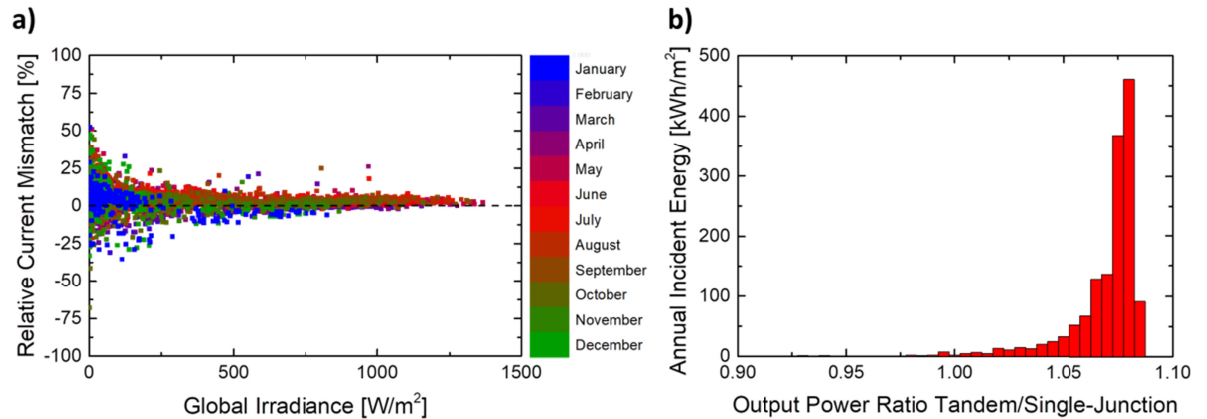 a)
Relative Current Mismatch [%]
100
75
50
25
0
-25
-50
-75
-100
0
500
1000
1500
Global Irradiance [W/m²]
January
February
March
April
May
June
July
August
September
October
November
December
b)
Annual Incident Energy [kWh/m²]
500
400
300
200
100
0
0.90
0.95
1.00
1.05
1.10
Output Power Ratio Tandem/Single-Junction